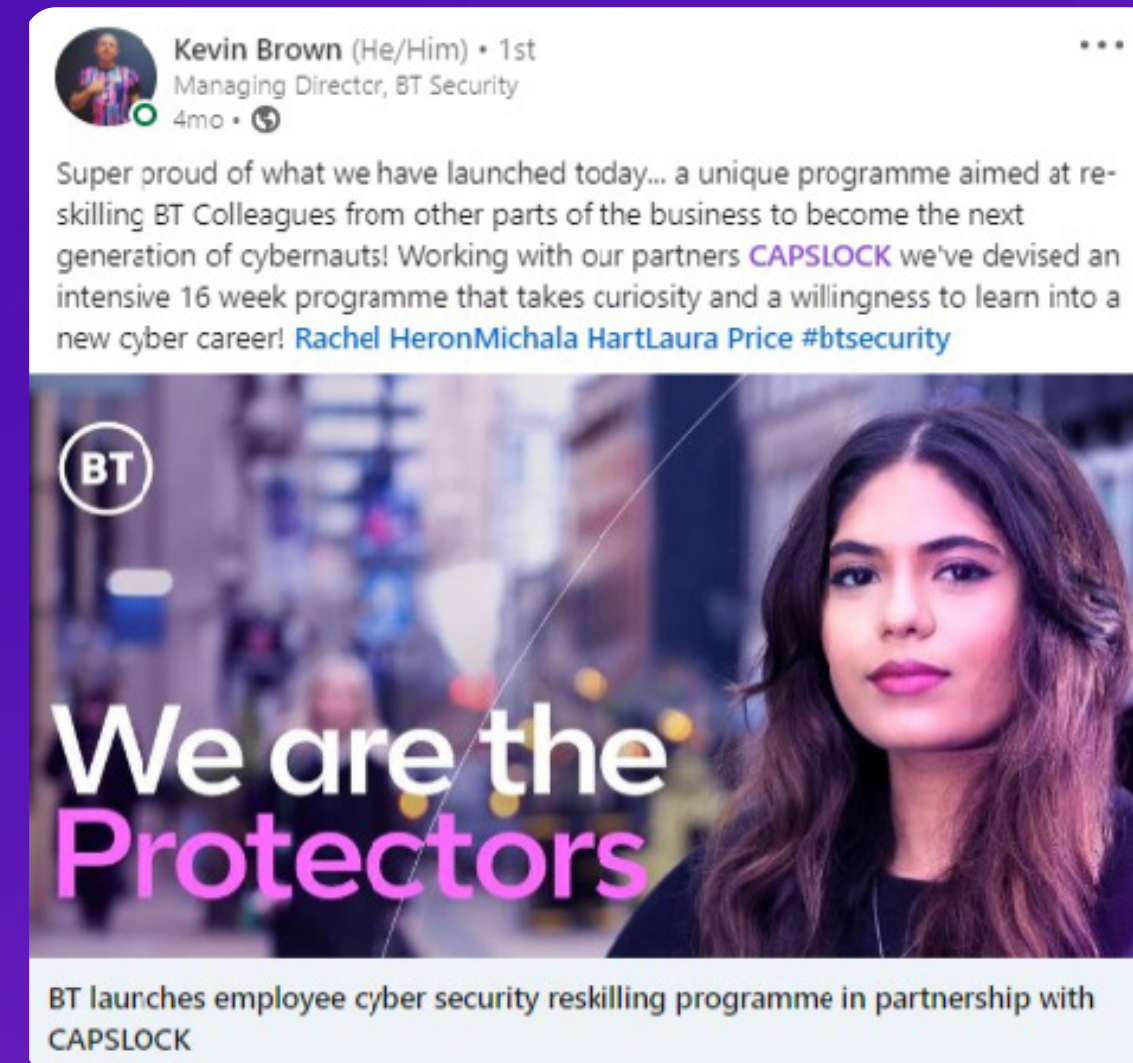 Kevin Brown (He/Him) • 1st
Managing Director, BT Security
4mo •
Super proud of what we have launched today... a unique programme aimed at re-
skilling BT Colleagues from other parts of the business to become the next
generation of cybernauts! Working with our partners CAPSLOCK we've devised an
intensive 16 week programme that takes curiosity and a willingness to learn into a
new cyber career! Rachel HeronMichala HartLaura Price #btsecurity
BT
We are the
Protectors
BT launches employee cyber security reskilling programme in partnership with
CAPSLOCK